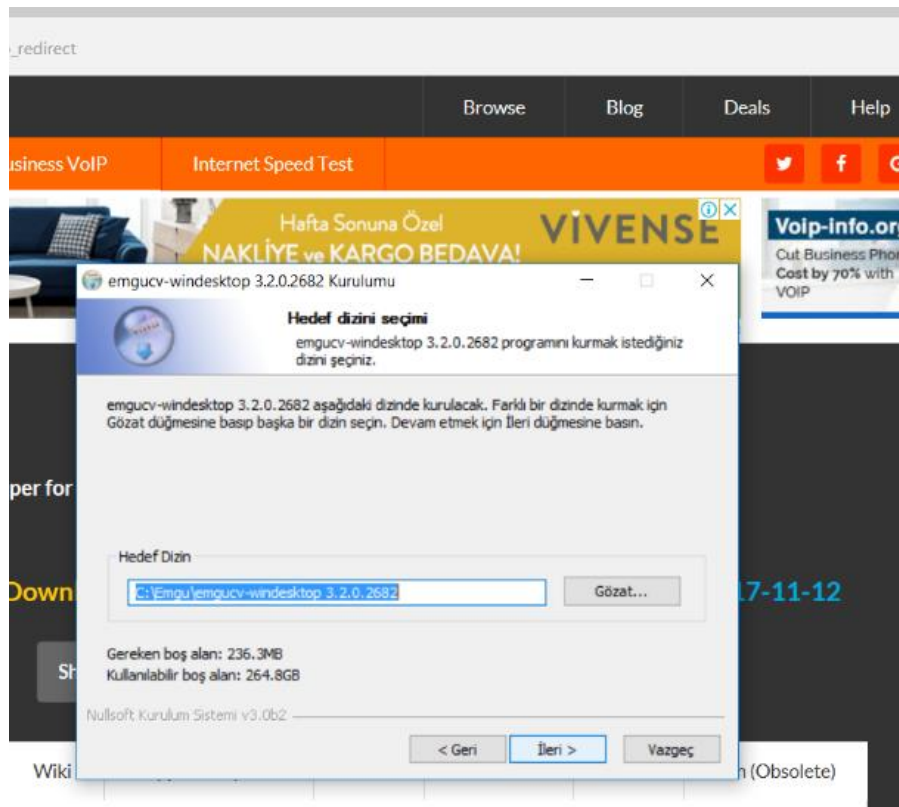 _redirect
Browse Blog Deals Help
usiness VoIP Internet Speed Test
Hafta Sonuna Özel
NAKLİYE ve KARGO BEDAVA!
VİVENSE
Voip-info.or
Cut Business Phon
Cost by 70% with
VOIP
emgucv-windesktop 3.2.0.2682 Kurulumu
Hedef dizini seçimi
emgucv-windesktop 3.2.0.2682 programını kurmak istediğiniz
dizini seçiniz.
emgucv-windesktop 3.2.0.2682 aşağıdaki dizinde kurulacak. Farklı bir dizinde kurmak için
Gözat düğmesine basıp başka bir dizin seçin. Devam etmek için İleri düğmesine basın.
per for
Hedef Dizin
Down
C:\Emgu\emgucv-windesktop 3.2.0.2682
Gözat...
17-11-12
Gereken boş alan: 236.3MB
Kullanılabilir boş alan: 264.8GB
Sh
Nullsoft Kurulum Sistemi v3.0b2
< Geri İleri > Vazgeç
Wiki
n (Obsolete)